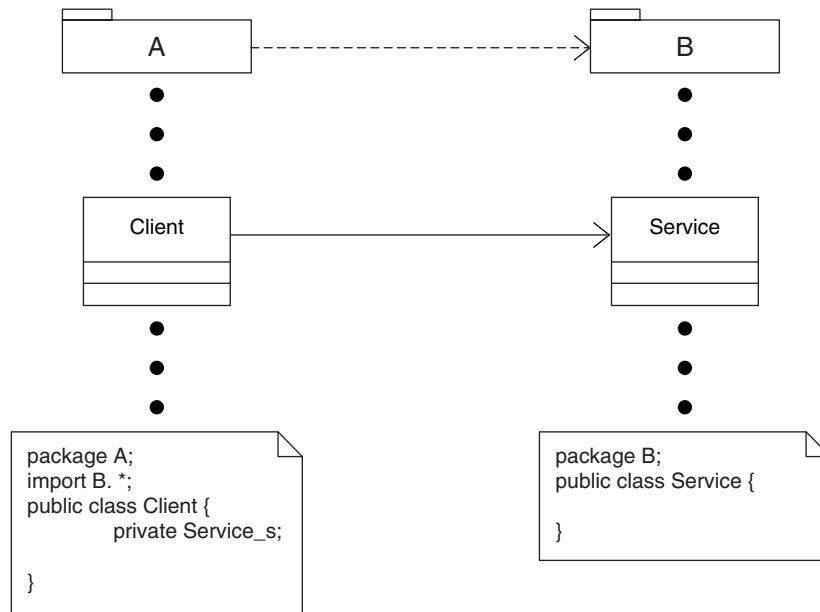 A
B
Client
Service
package A;
import B. *;
public class Client {
private Service_s;
}
package B;
public class Service {
}